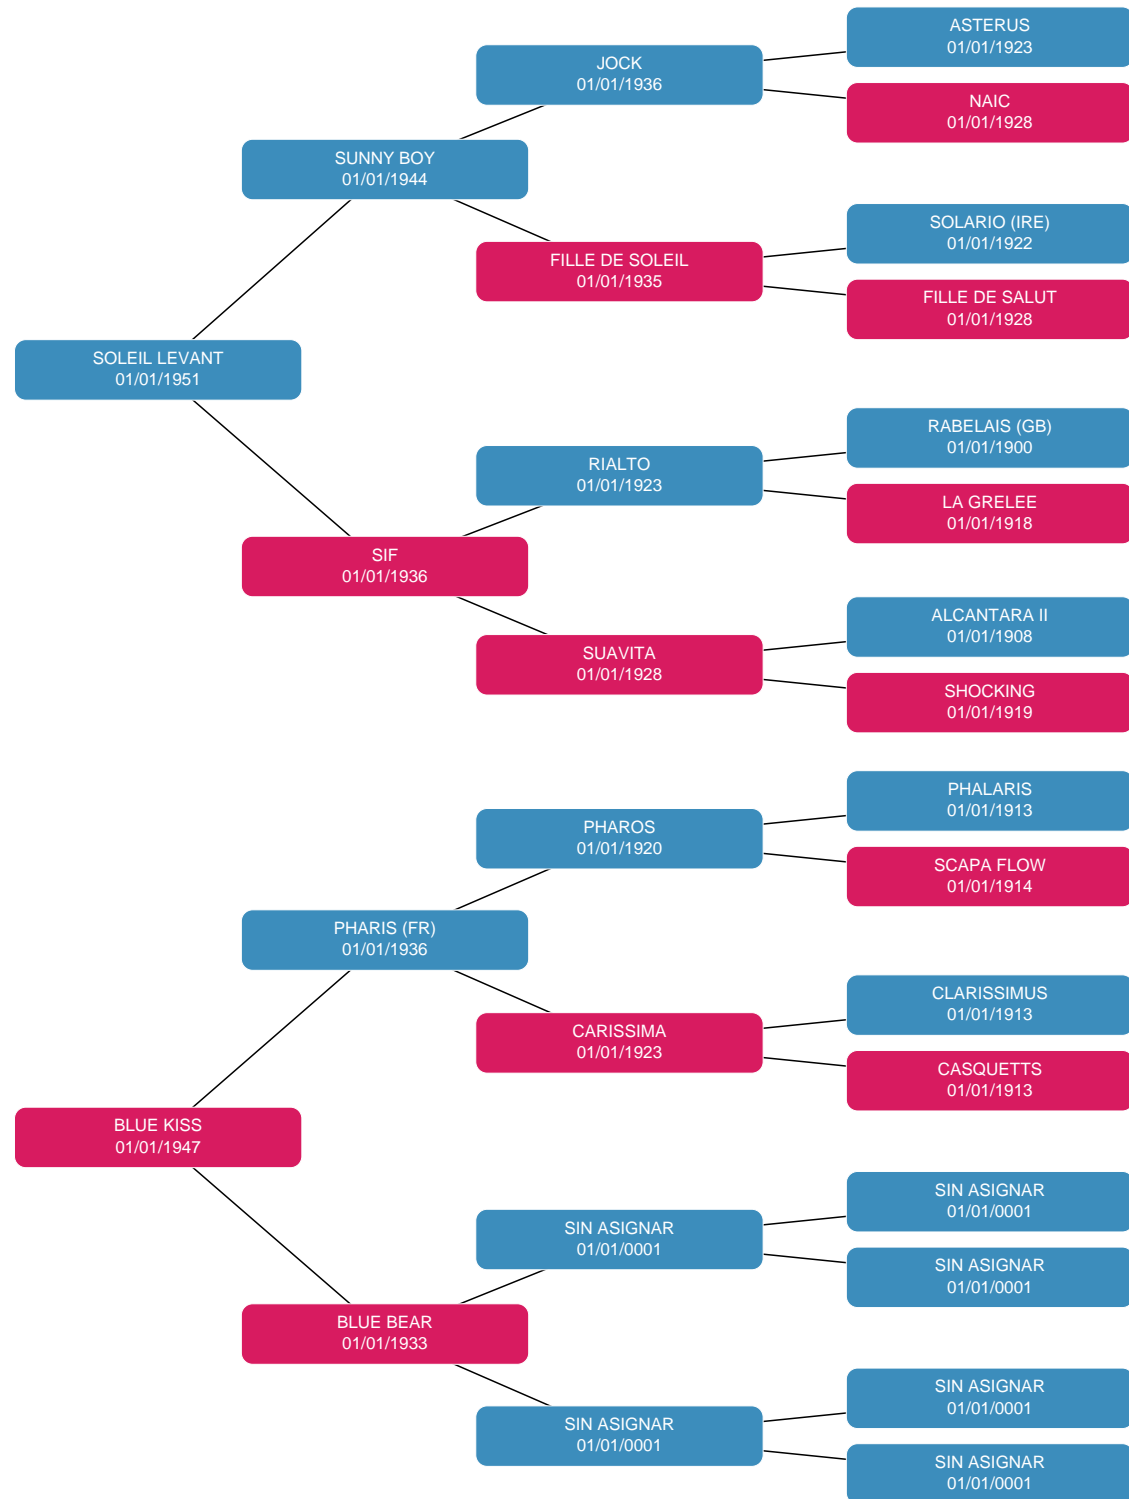 ASTERUS
01/01/1923
JOCK
01/01/1936
NAIC
01/01/1928
SUNNY BOY
01/01/1944
SOLARIO (IRE)
01/01/1922
FILLE DE SOLEIL
01/01/1935
FILLE DE SALUT
01/01/1928
SOLEIL LEVANT
01/01/1951
RABELAIS (GB)
01/01/1900
RIALTO
01/01/1923
LA GRELEE
01/01/1918
SIF
01/01/1936
ALCANTARA II
01/01/1908
SUAVITA
01/01/1928
SHOCKING
01/01/1919
PHALARIS
01/01/1913
PHAROS
01/01/1920
SCAPA FLOW
01/01/1914
PHARIS (FR)
01/01/1936
CLARISSIMUS
01/01/1913
CARISSIMA
01/01/1923
CASQUETTS
01/01/1913
BLUE KISS
01/01/1947
SIN ASIGNAR
01/01/0001
SIN ASIGNAR
01/01/0001
SIN ASIGNAR
01/01/0001
BLUE BEAR
01/01/1933
SIN ASIGNAR
01/01/0001
SIN ASIGNAR
01/01/0001
SIN ASIGNAR
01/01/0001